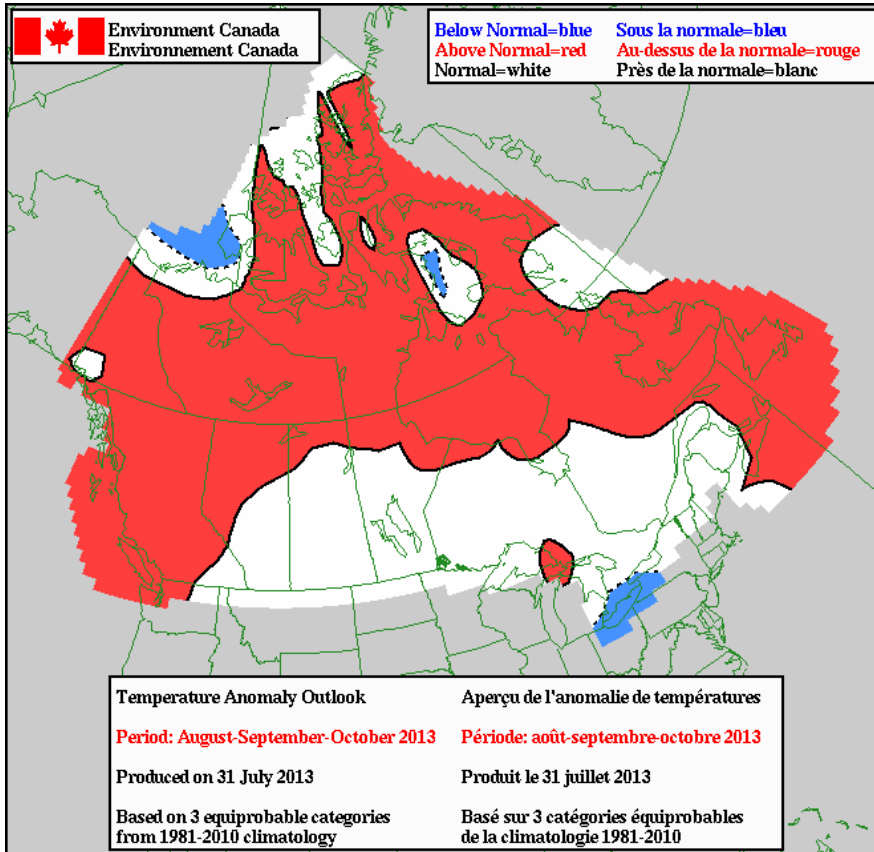 Environment Canada
Environnement Canada
Below Normal=blue
Above Normal=red
Normal=white
Sous la normale=bleu
Au-dessus de la normale=rouge
Près de la normale=blanc
Temperature Anomaly Outlook
Period: August-September-October 2013
Produced on 31 July 2013
Based on 3 equiprobable categories
from 1981-2010 climatology
Aperçu de l'anomalie de températures
Période: août-septembre-octobre 2013
Produit le 31 juillet 2013
Basé sur 3 catégories équiprobables
de la climatologie 1981-2010